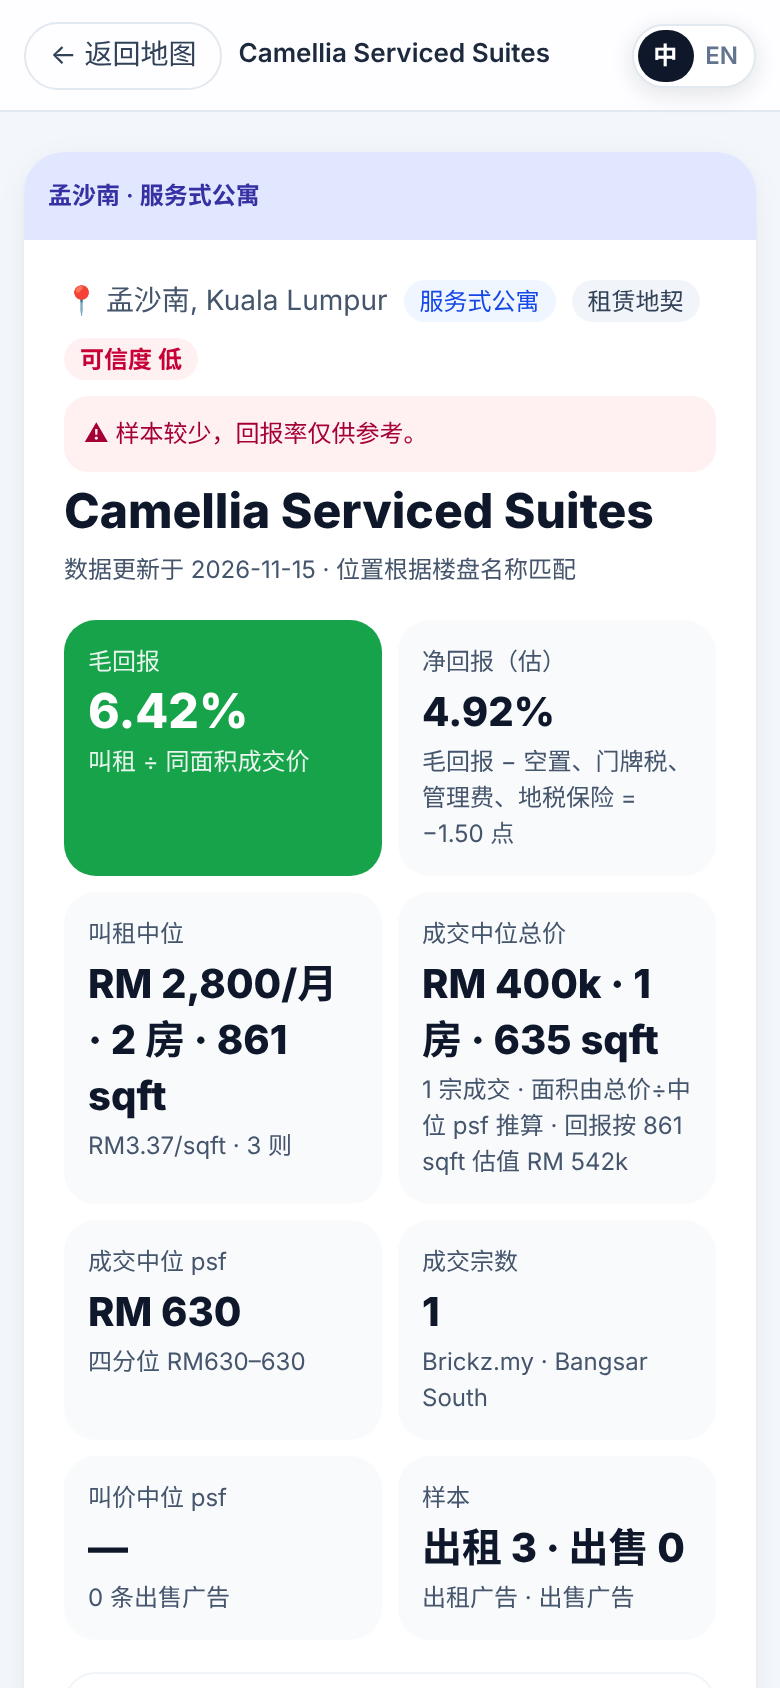 ← 返回地图 Camellia Serviced Suites 中 EN
孟沙南 · 服务式公寓
📍 孟沙南, Kuala Lumpur 服务式公寓 租赁地契
可信度 低
⚠ 样本较少，回报率仅供参考。
Camellia Serviced Suites
数据更新于 2026-11-15 · 位置根据楼盘名称匹配
毛回报
6.42%
叫租 ÷ 同面积成交价
净回报（估）
4.92%
毛回报 − 空置、门牌税、
管理费、地税保险 =
−1.50 点
叫租中位
RM 2,800/月
· 2 房 · 861
sqft
RM3.37/sqft · 3 则
成交中位总价
RM 400k · 1
房 · 635 sqft
1 宗成交 · 面积由总价÷中
位 psf 推算 · 回报按 861
sqft 估值 RM 542k
成交中位 psf
RM 630
四分位 RM630–630
成交宗数
1
Brickz.my · Bangsar
South
叫价中位 psf
—
0 条出售广告
样本
出租 3 · 出售 0
出租广告 · 出售广告